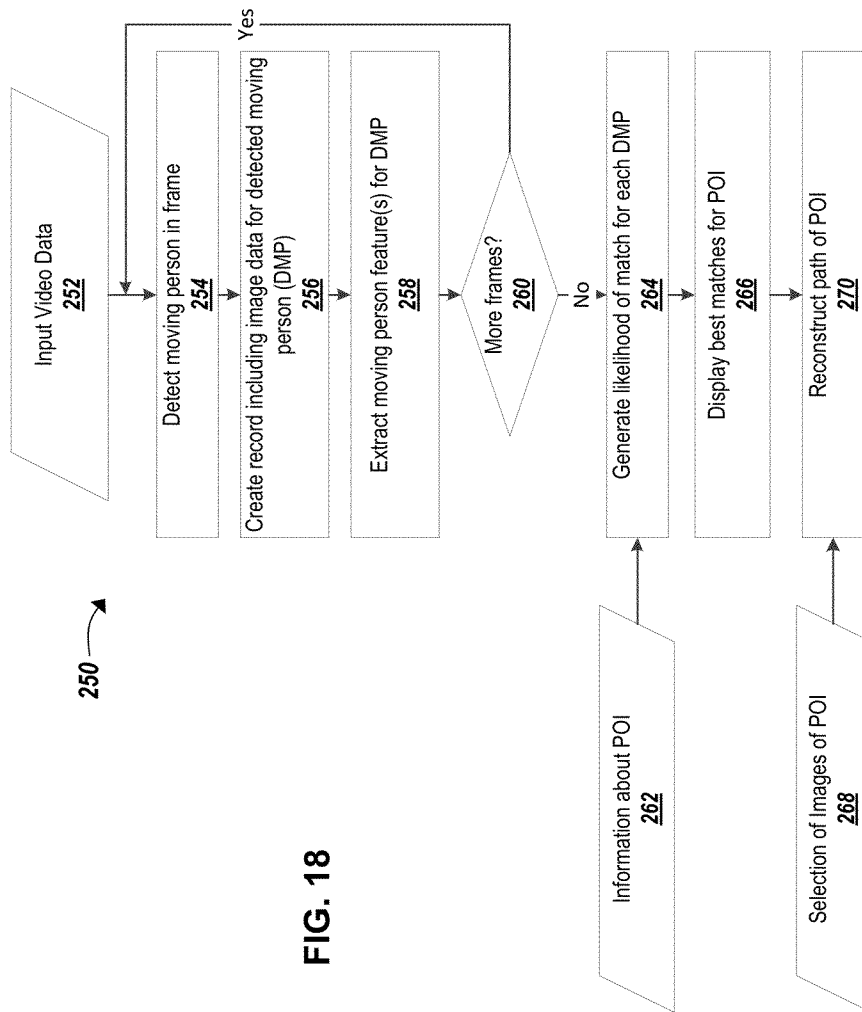 250
Input Video Data
252
Detect moving person in frame
254
Create record including image data for detected moving
person (DMP)
256
Extract moving person feature(s) for DMP
258
More frames?
260
Yes
No
Information about POI
262
Generate likelihood of match for each DMP
264
Display best matches for POI
266
Selection of Images of POI
268
Reconstruct path of POI
270
FIG. 18